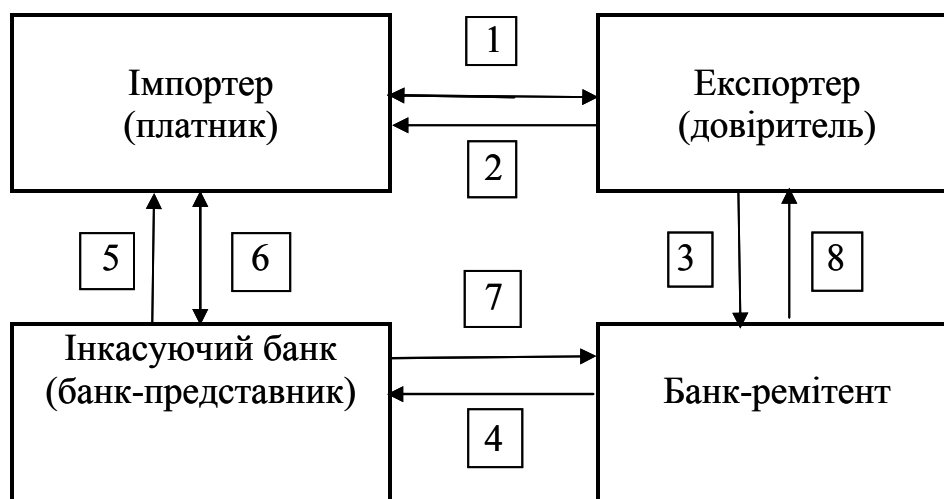 1
Імпортер
(платник)
Експортер
(довіритель)
2
5
6
3
8
7
Інкасуючий банк
(банк-представник)
Банк-ремітент
4